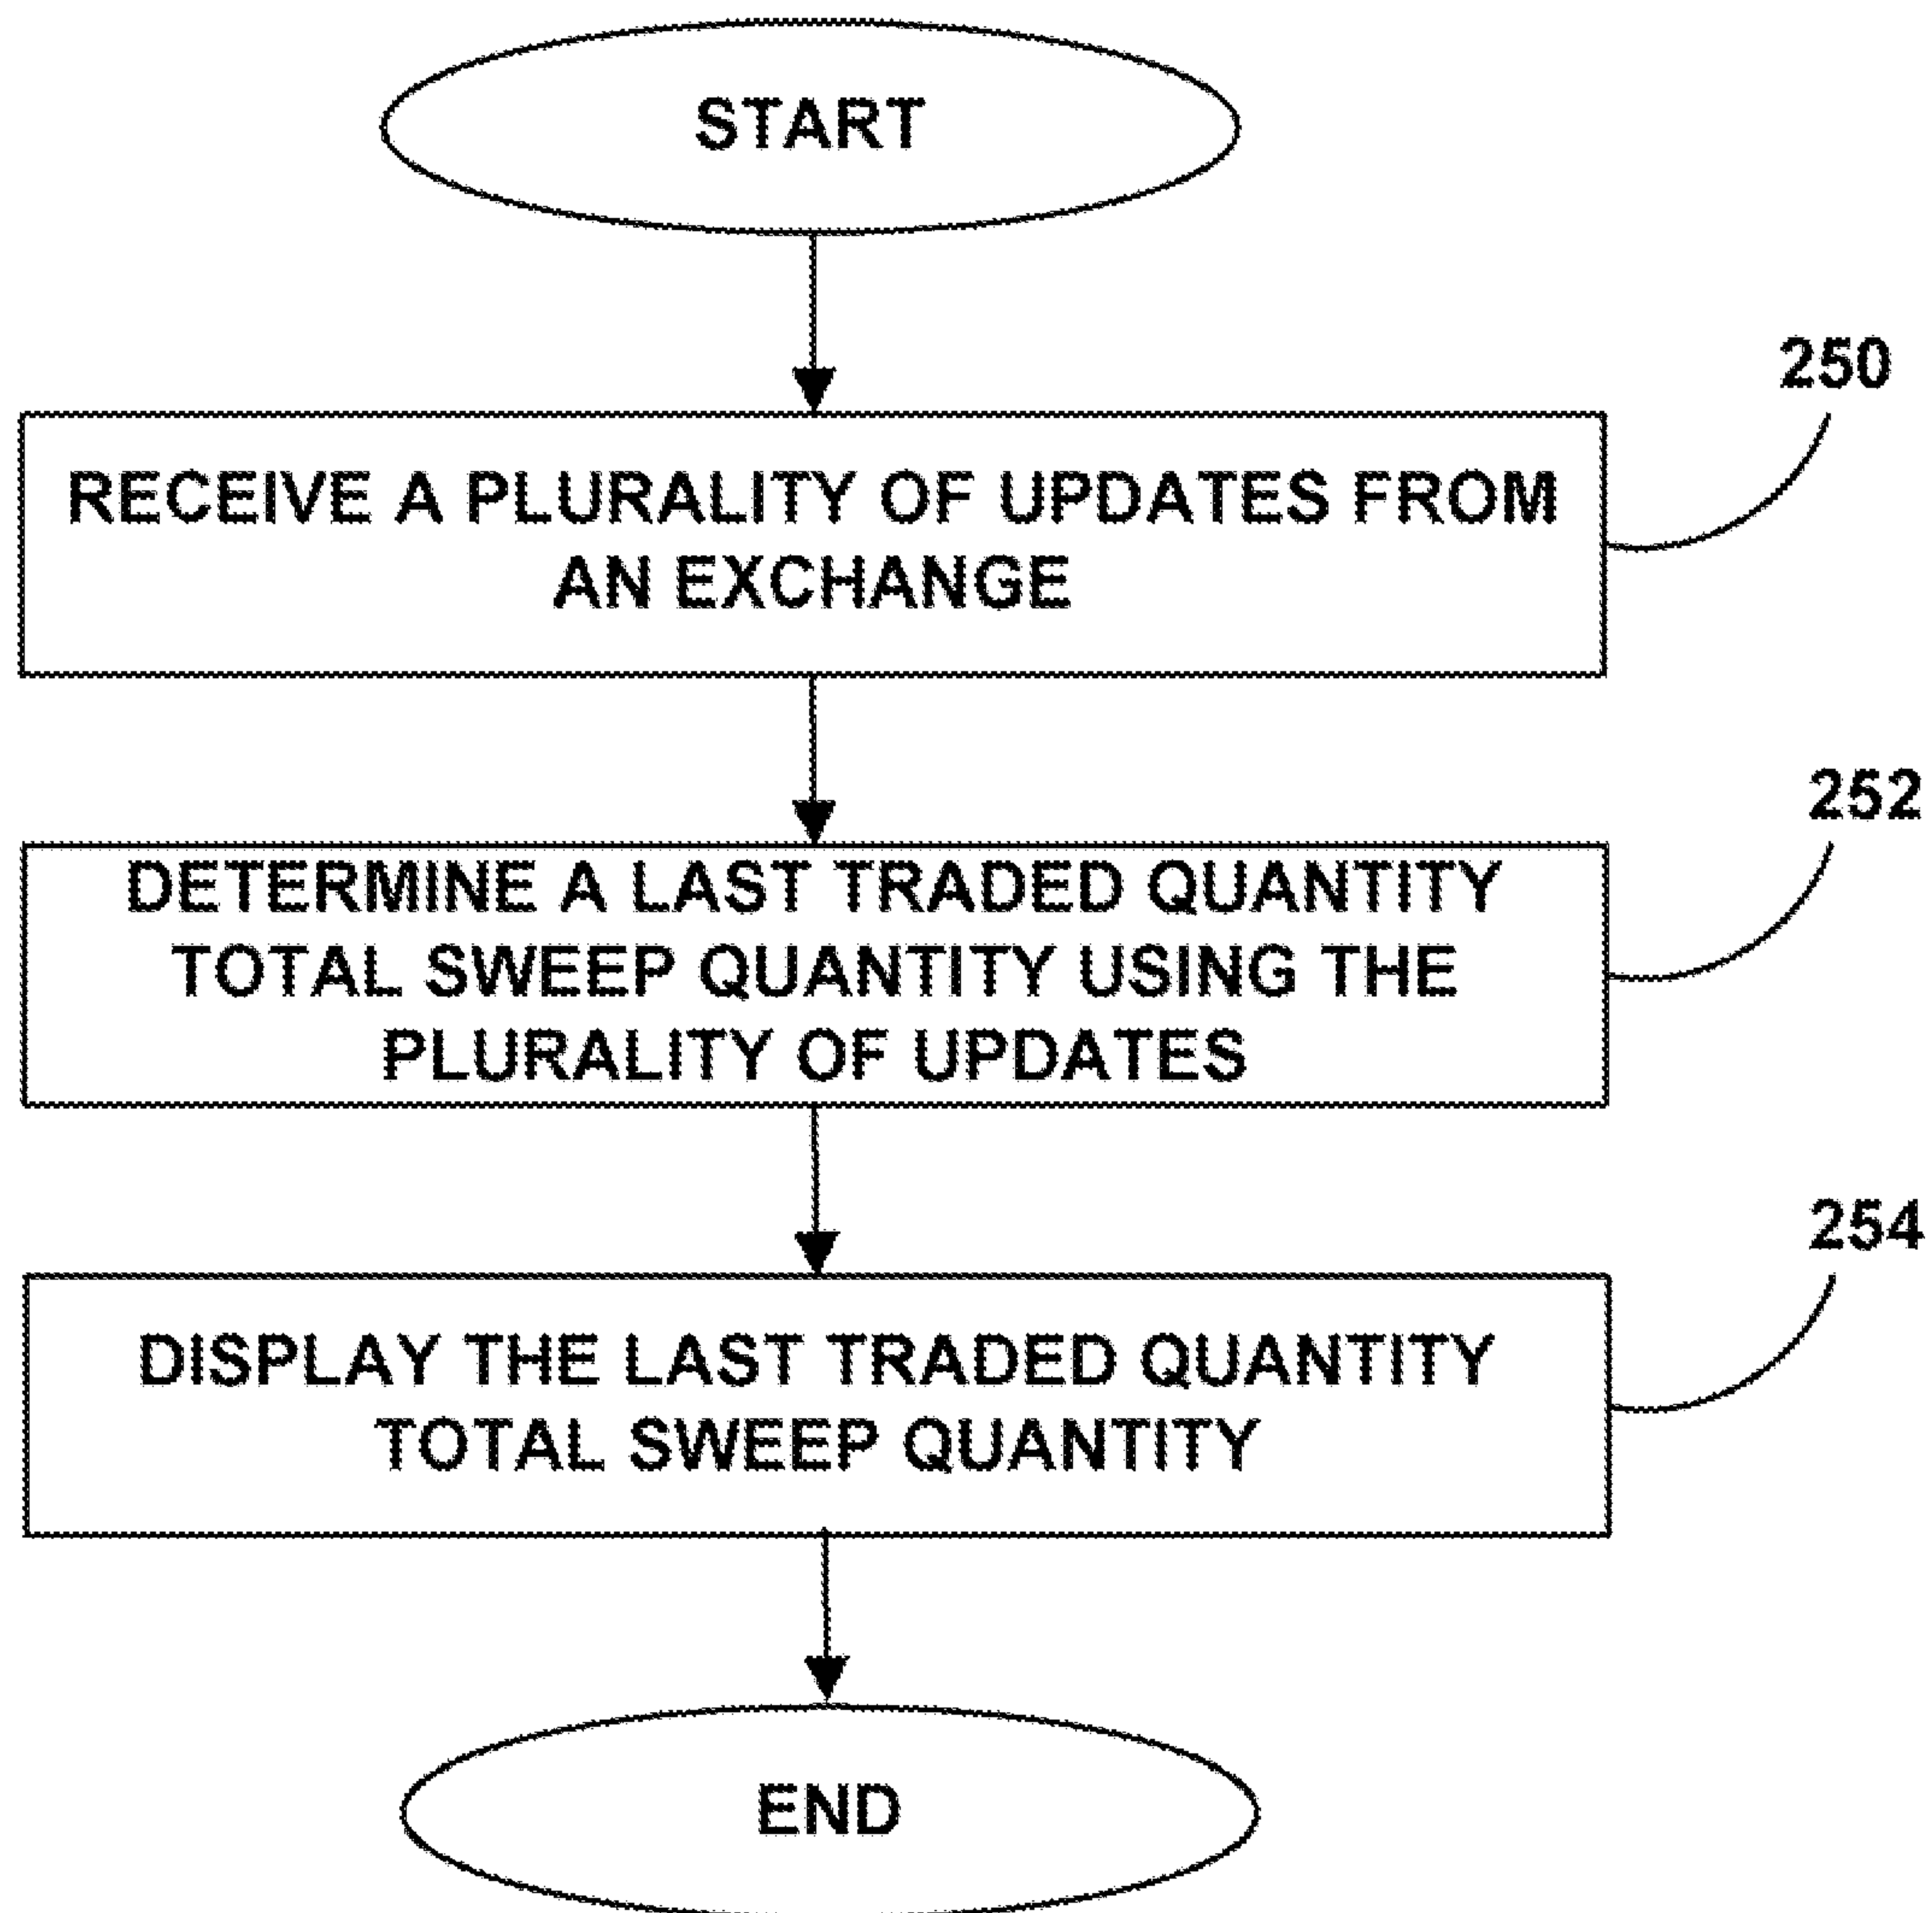 START
250
RECEIVE A PLURALITY OF UPDATES FROM
AN EXCHANGE
252
DETERMINE A LAST TRADED QUANTITY
TOTAL SWEEP QUANTITY USING THE
PLURALITY OF UPDATES
254
DISPLAY THE LAST TRADED QUANTITY
TOTAL SWEEP QUANTITY
END